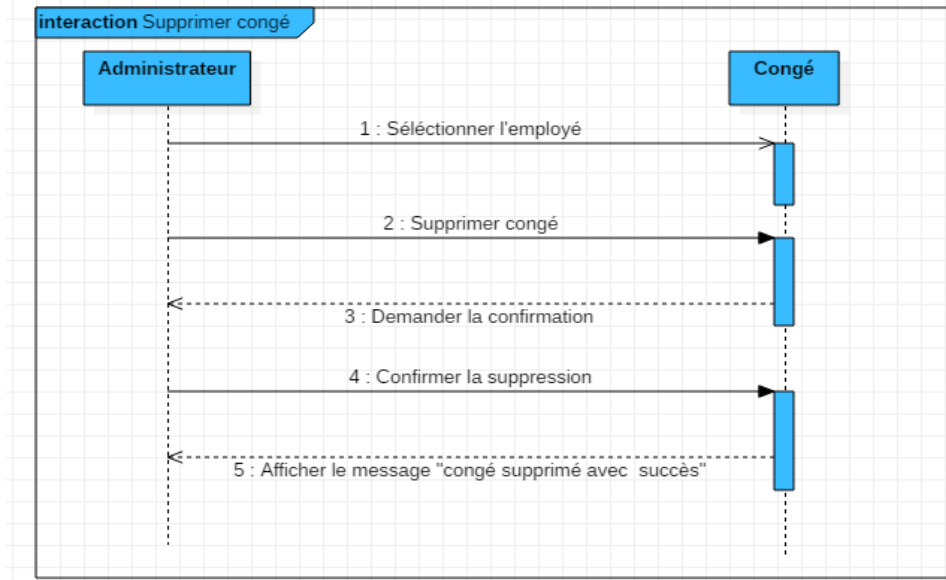 interaction Supprimer congé
Administrateur
Congé
1 : Séléctionner l'employé
2 : Supprimer congé
3 : Demander la confirmation
4 : Confirmer la suppression
5 : Afficher le message "congé supprimé avec  succès"